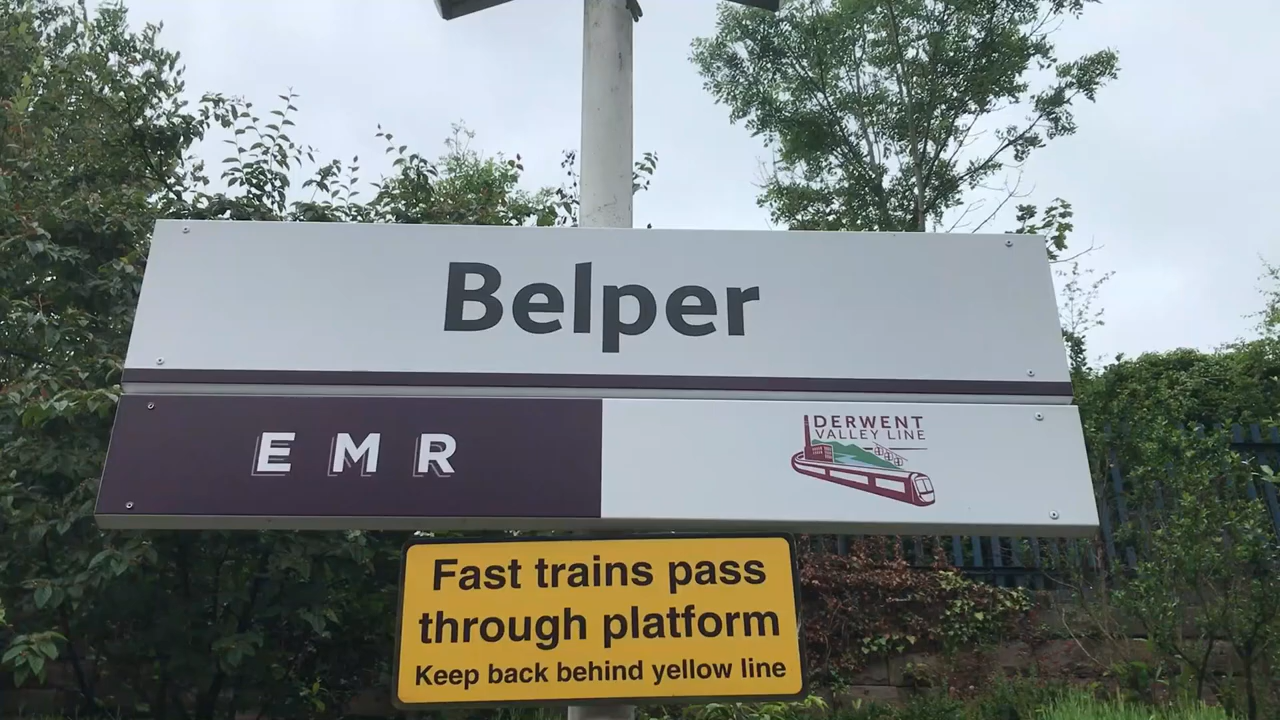 Belper
EMR
DERWENT
VALLEY LINE
Fast trains pass
through platform
Keep back behind yellow line